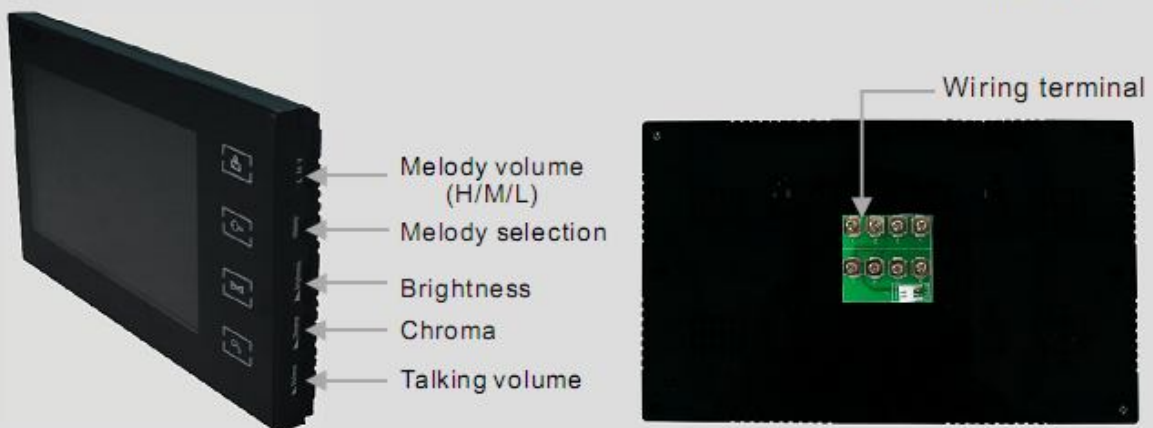 Melody volume
(H/M/L)
Melody selection
Brightness
Chroma
Talking volume
Wiring terminal